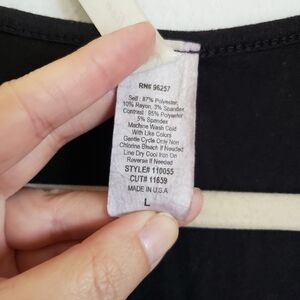 RN# 96257
Self : 87% Polyester,
10% Rayon, 3% Spandex
Contrast : 95% Polyester
5% Spandex
Machine Wash Cold
With Like Colors
Gentle Cycle Only Non
Chlorine Bleach If Needed
Line Dry Cool Iron On
Reverse If Needed
STYLE# 110055
CUT# 11659
MADE IN U.S.A
L